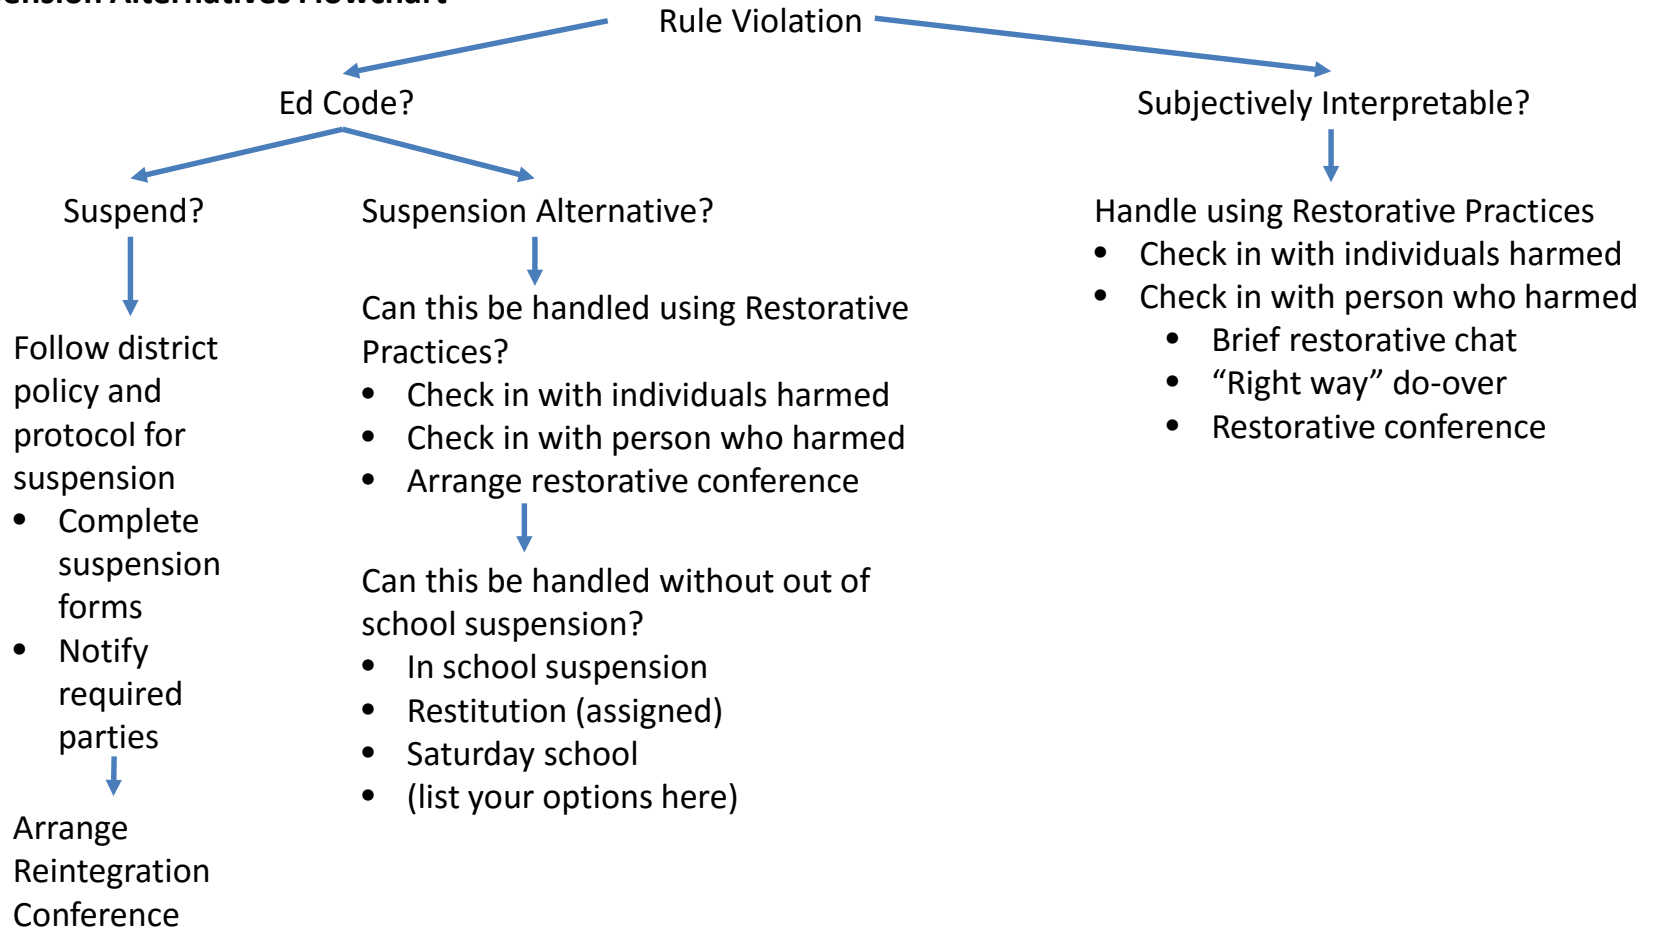 Alternatives Flowchart
Rule Violation
Ed Code?
Subjectively Interpretable?
Suspend?
Suspension Alternative?
Handle using Restorative Practices
• Check in with individuals harmed
• Check in with person who harmed
• Brief restorative chat
• “Right way” do-over
• Restorative conference
Follow district
policy and
protocol for
suspension
• Complete
suspension
forms
• Notify
required
parties
Arrange
Reintegration
Conference
Can this be handled using Restorative
Practices?
• Check in with individuals harmed
• Check in with person who harmed
• Arrange restorative conference
Can this be handled without out of
school suspension?
• In school suspension
• Restitution (assigned)
• Saturday school
• (list your options here)